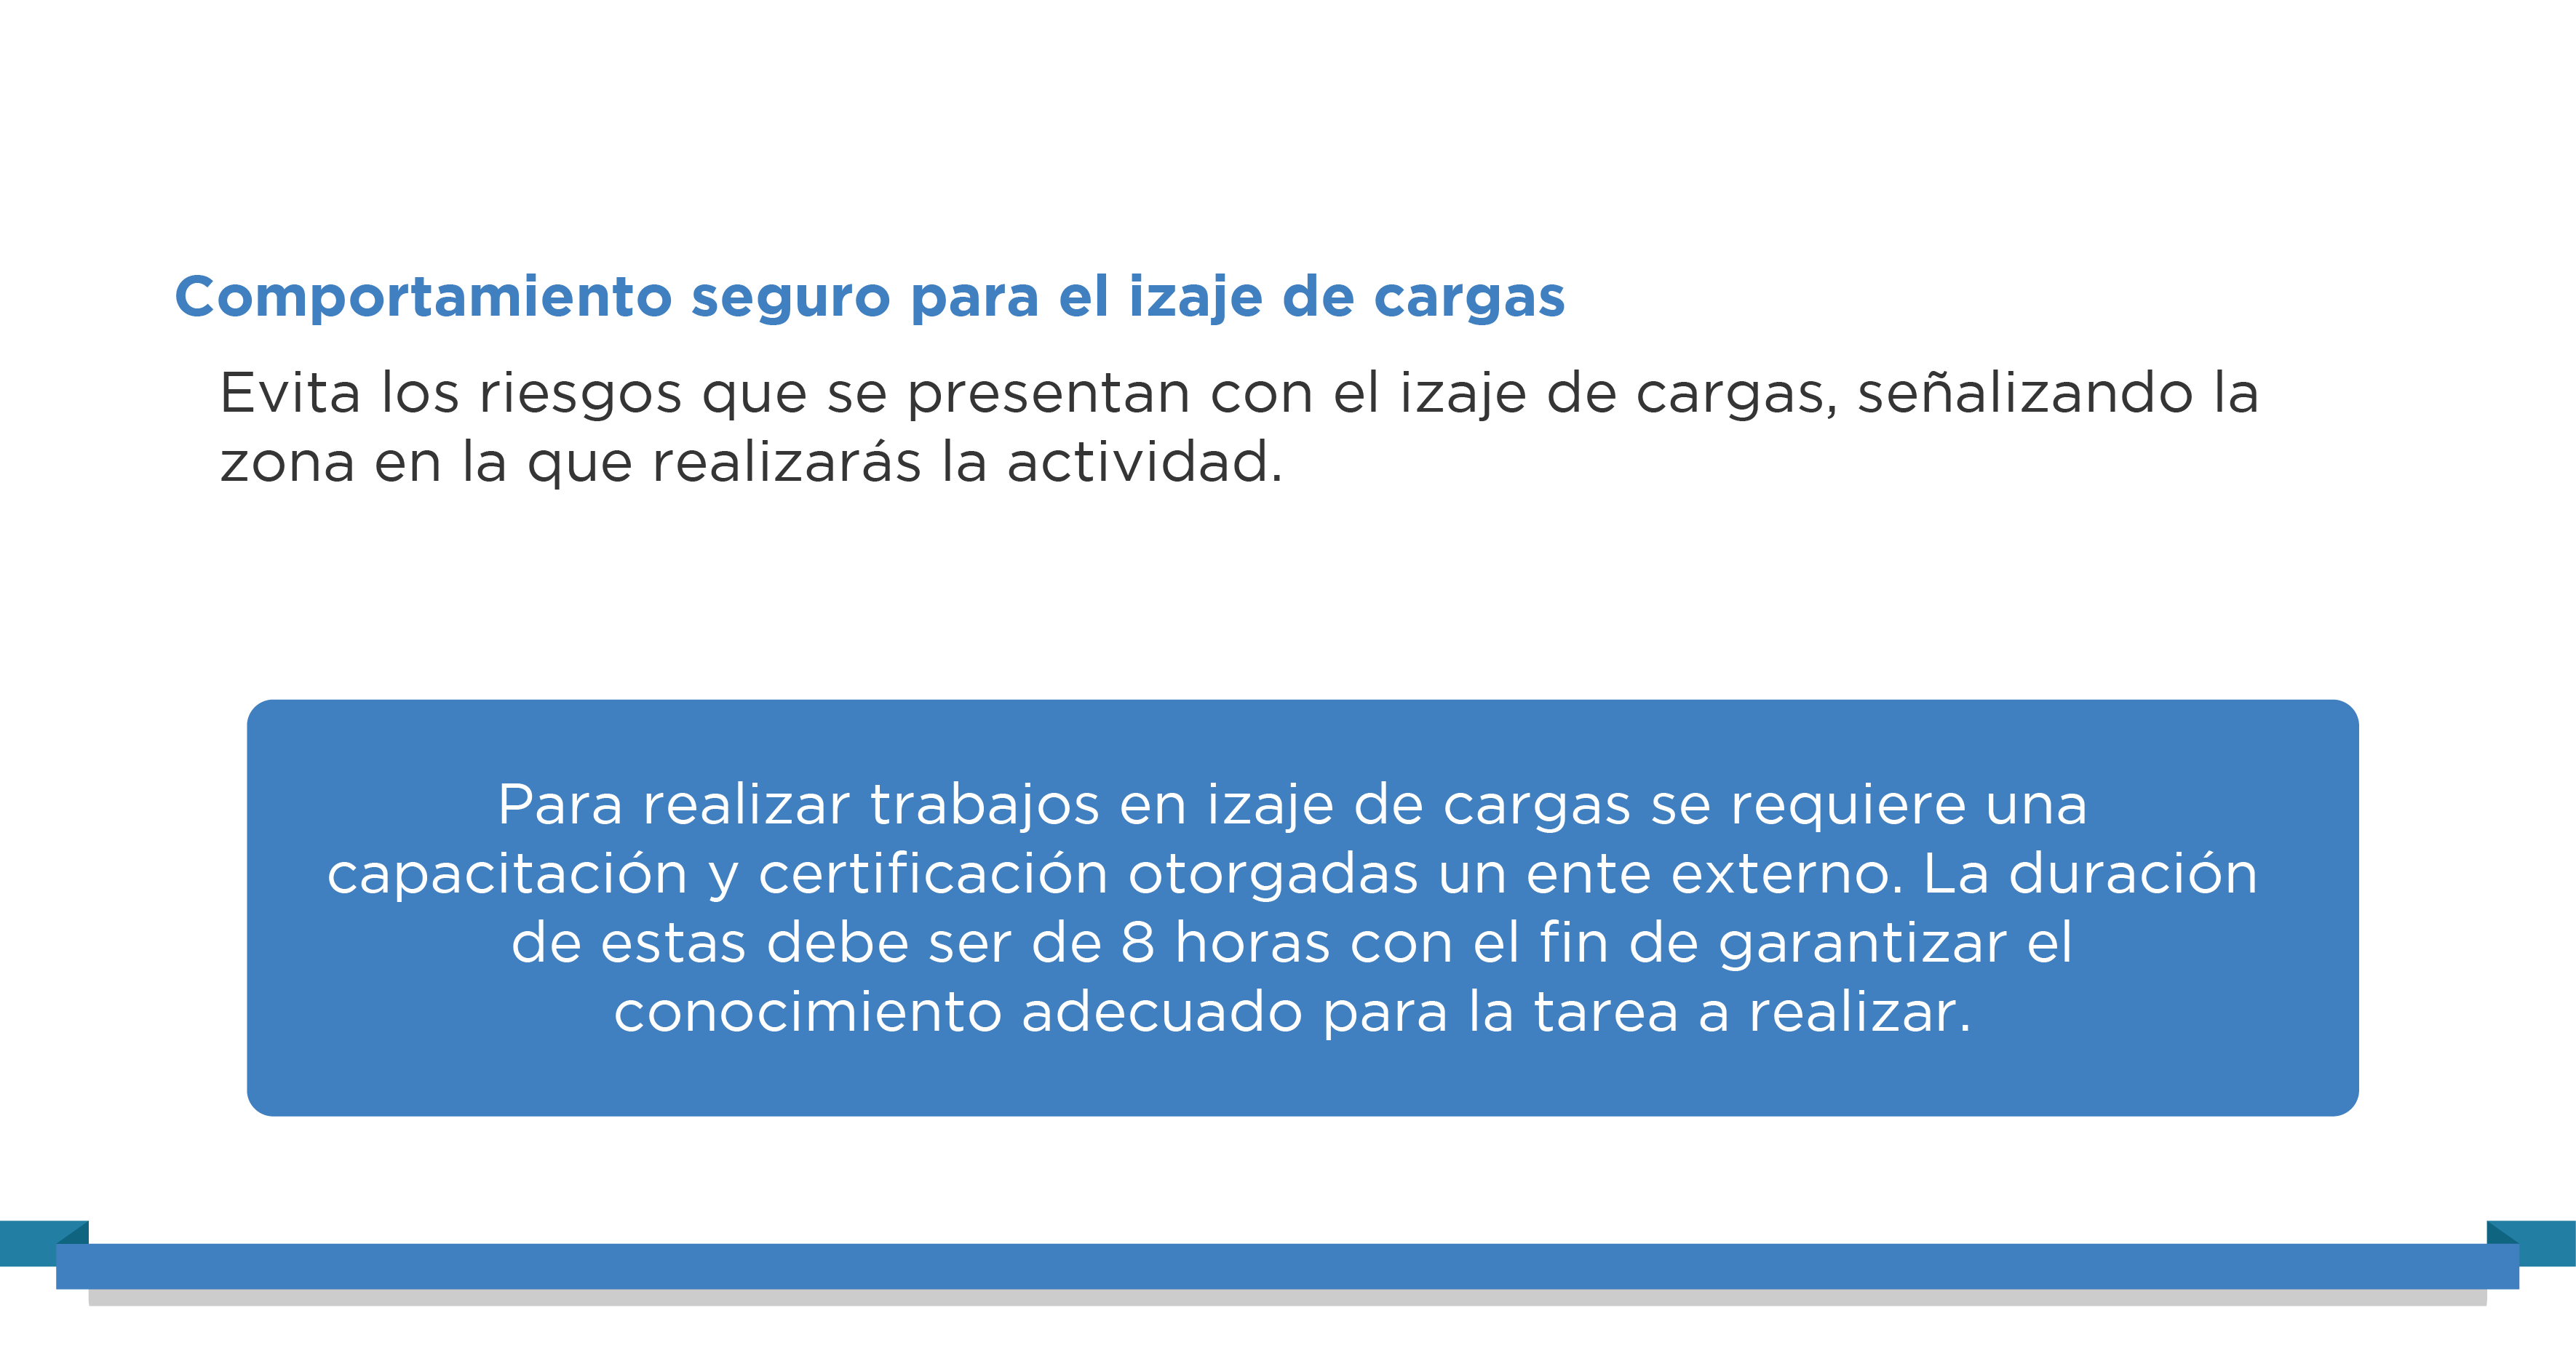 Comportamiento seguro para el izaje de cargas
Evita los riesgos que se presentan con el izaje de cargas, señalizando la
zona en la que realizarás la actividad.
Para realizar trabajos en izaje de cargas se requiere una
capacitación y certificación otorgadas un ente externo. La duración
de estas debe ser de 8 horas con el fin de garantizar el
conocimiento adecuado para la tarea a realizar.